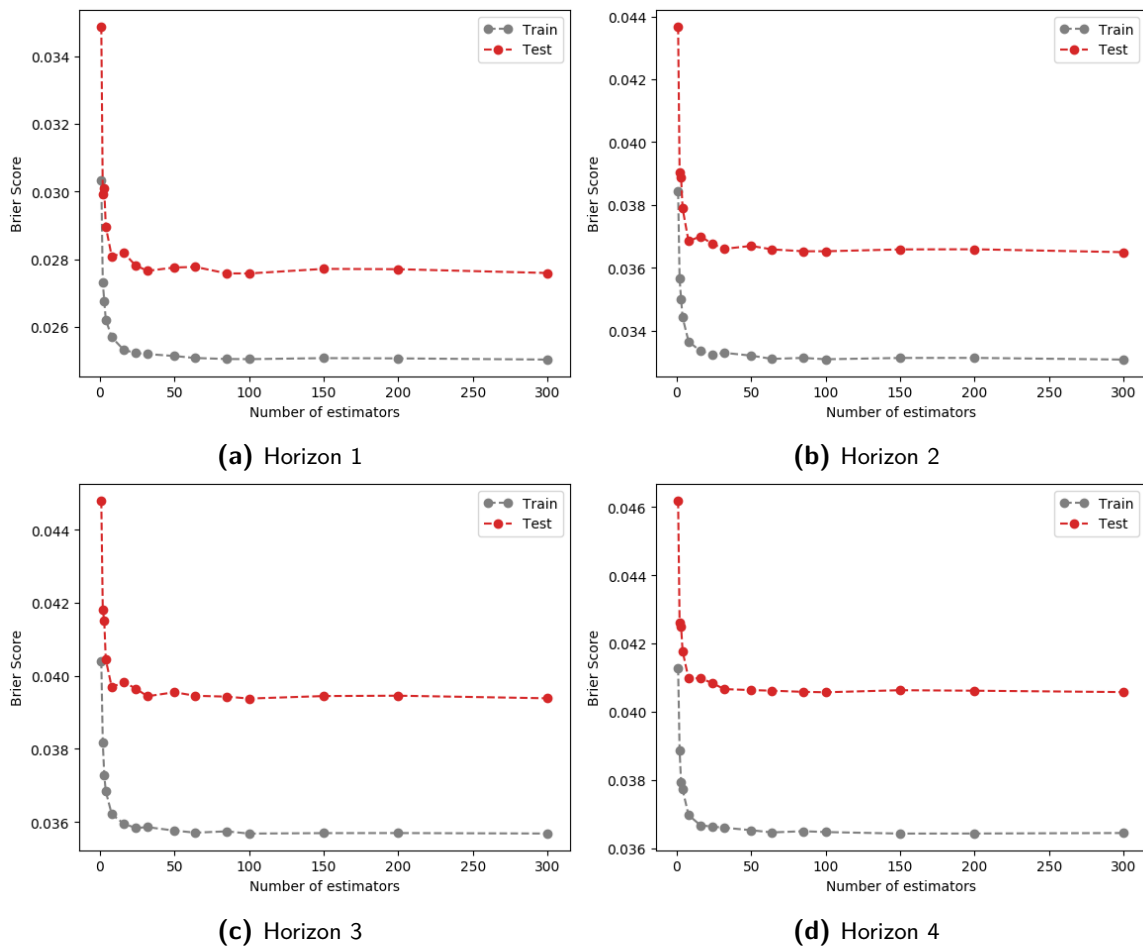 Train
Test
0.034
0.032
0.030
0.028
0.026
Brier Score
0 50 100 150 200 250 300
Number of estimators
(a) Horizon 1
Train
Test
0.044
0.042
0.040
0.038
0.036
0.034
Brier Score
0 50 100 150 200 250 300
Number of estimators
(b) Horizon 2
Train
Test
0.044
0.042
0.040
0.038
0.036
Brier Score
0 50 100 150 200 250 300
Number of estimators
(c) Horizon 3
Train
Test
0.046
0.044
0.042
0.040
0.038
0.036
Brier Score
0 50 100 150 200 250 300
Number of estimators
(d) Horizon 4